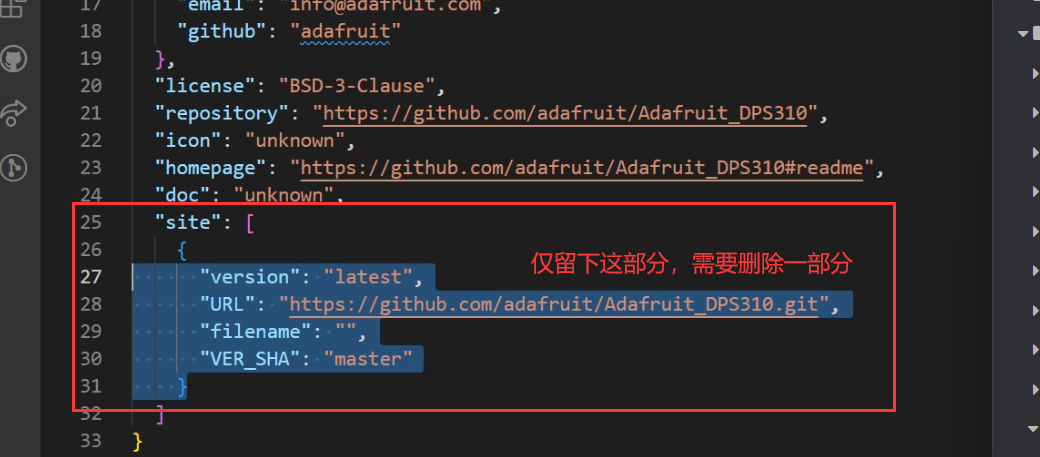 17 "email": "info@adafruit.com",
18 "github": "adafruit"
19 },
20 "license": "BSD-3-Clause",
21 "repository": "https://github.com/adafruit/Adafruit_DPS310",
22 "icon": "unknown",
23 "homepage": "https://github.com/adafruit/Adafruit_DPS310#readme",
24 "doc": "unknown",
25 "site": [
26 {
仅留下这部分，需要删除一部分
27 "version": "latest",
28 "URL": "https://github.com/adafruit/Adafruit_DPS310.git",
29 "filename": "",
30 "VER_SHA": "master"
31 }
32 ]
33 }